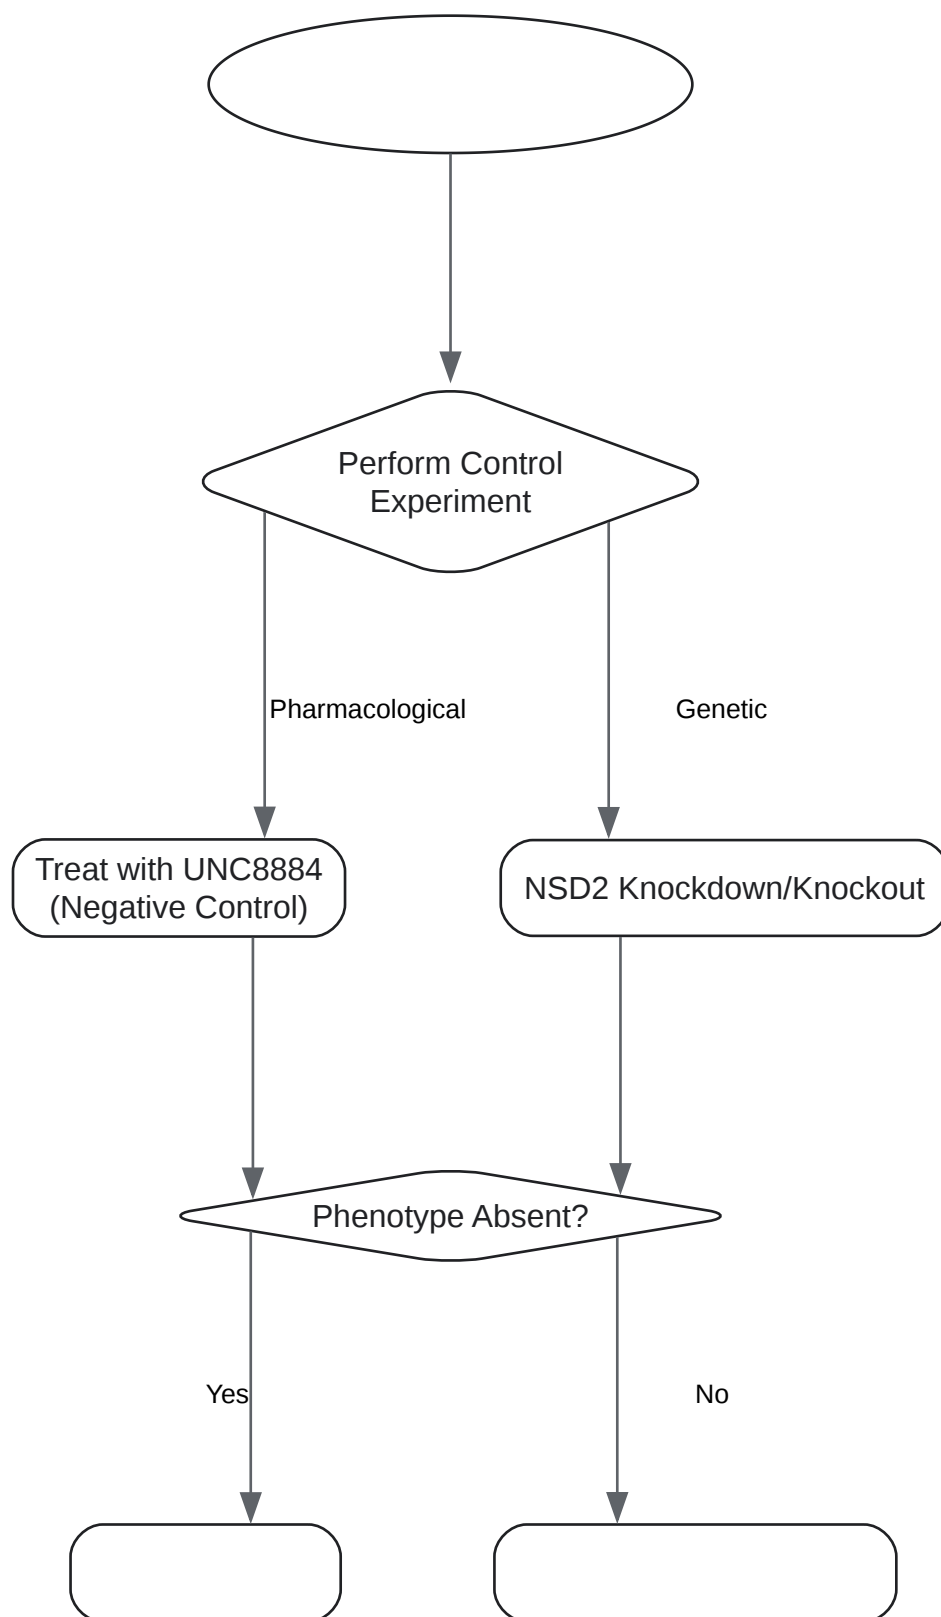 Perform Control
Experiment
Pharmacological
Genetic
Treat with UNC8884
(Negative Control)
NSD2 Knockdown/Knockout
Phenotype Absent?
Yes
No